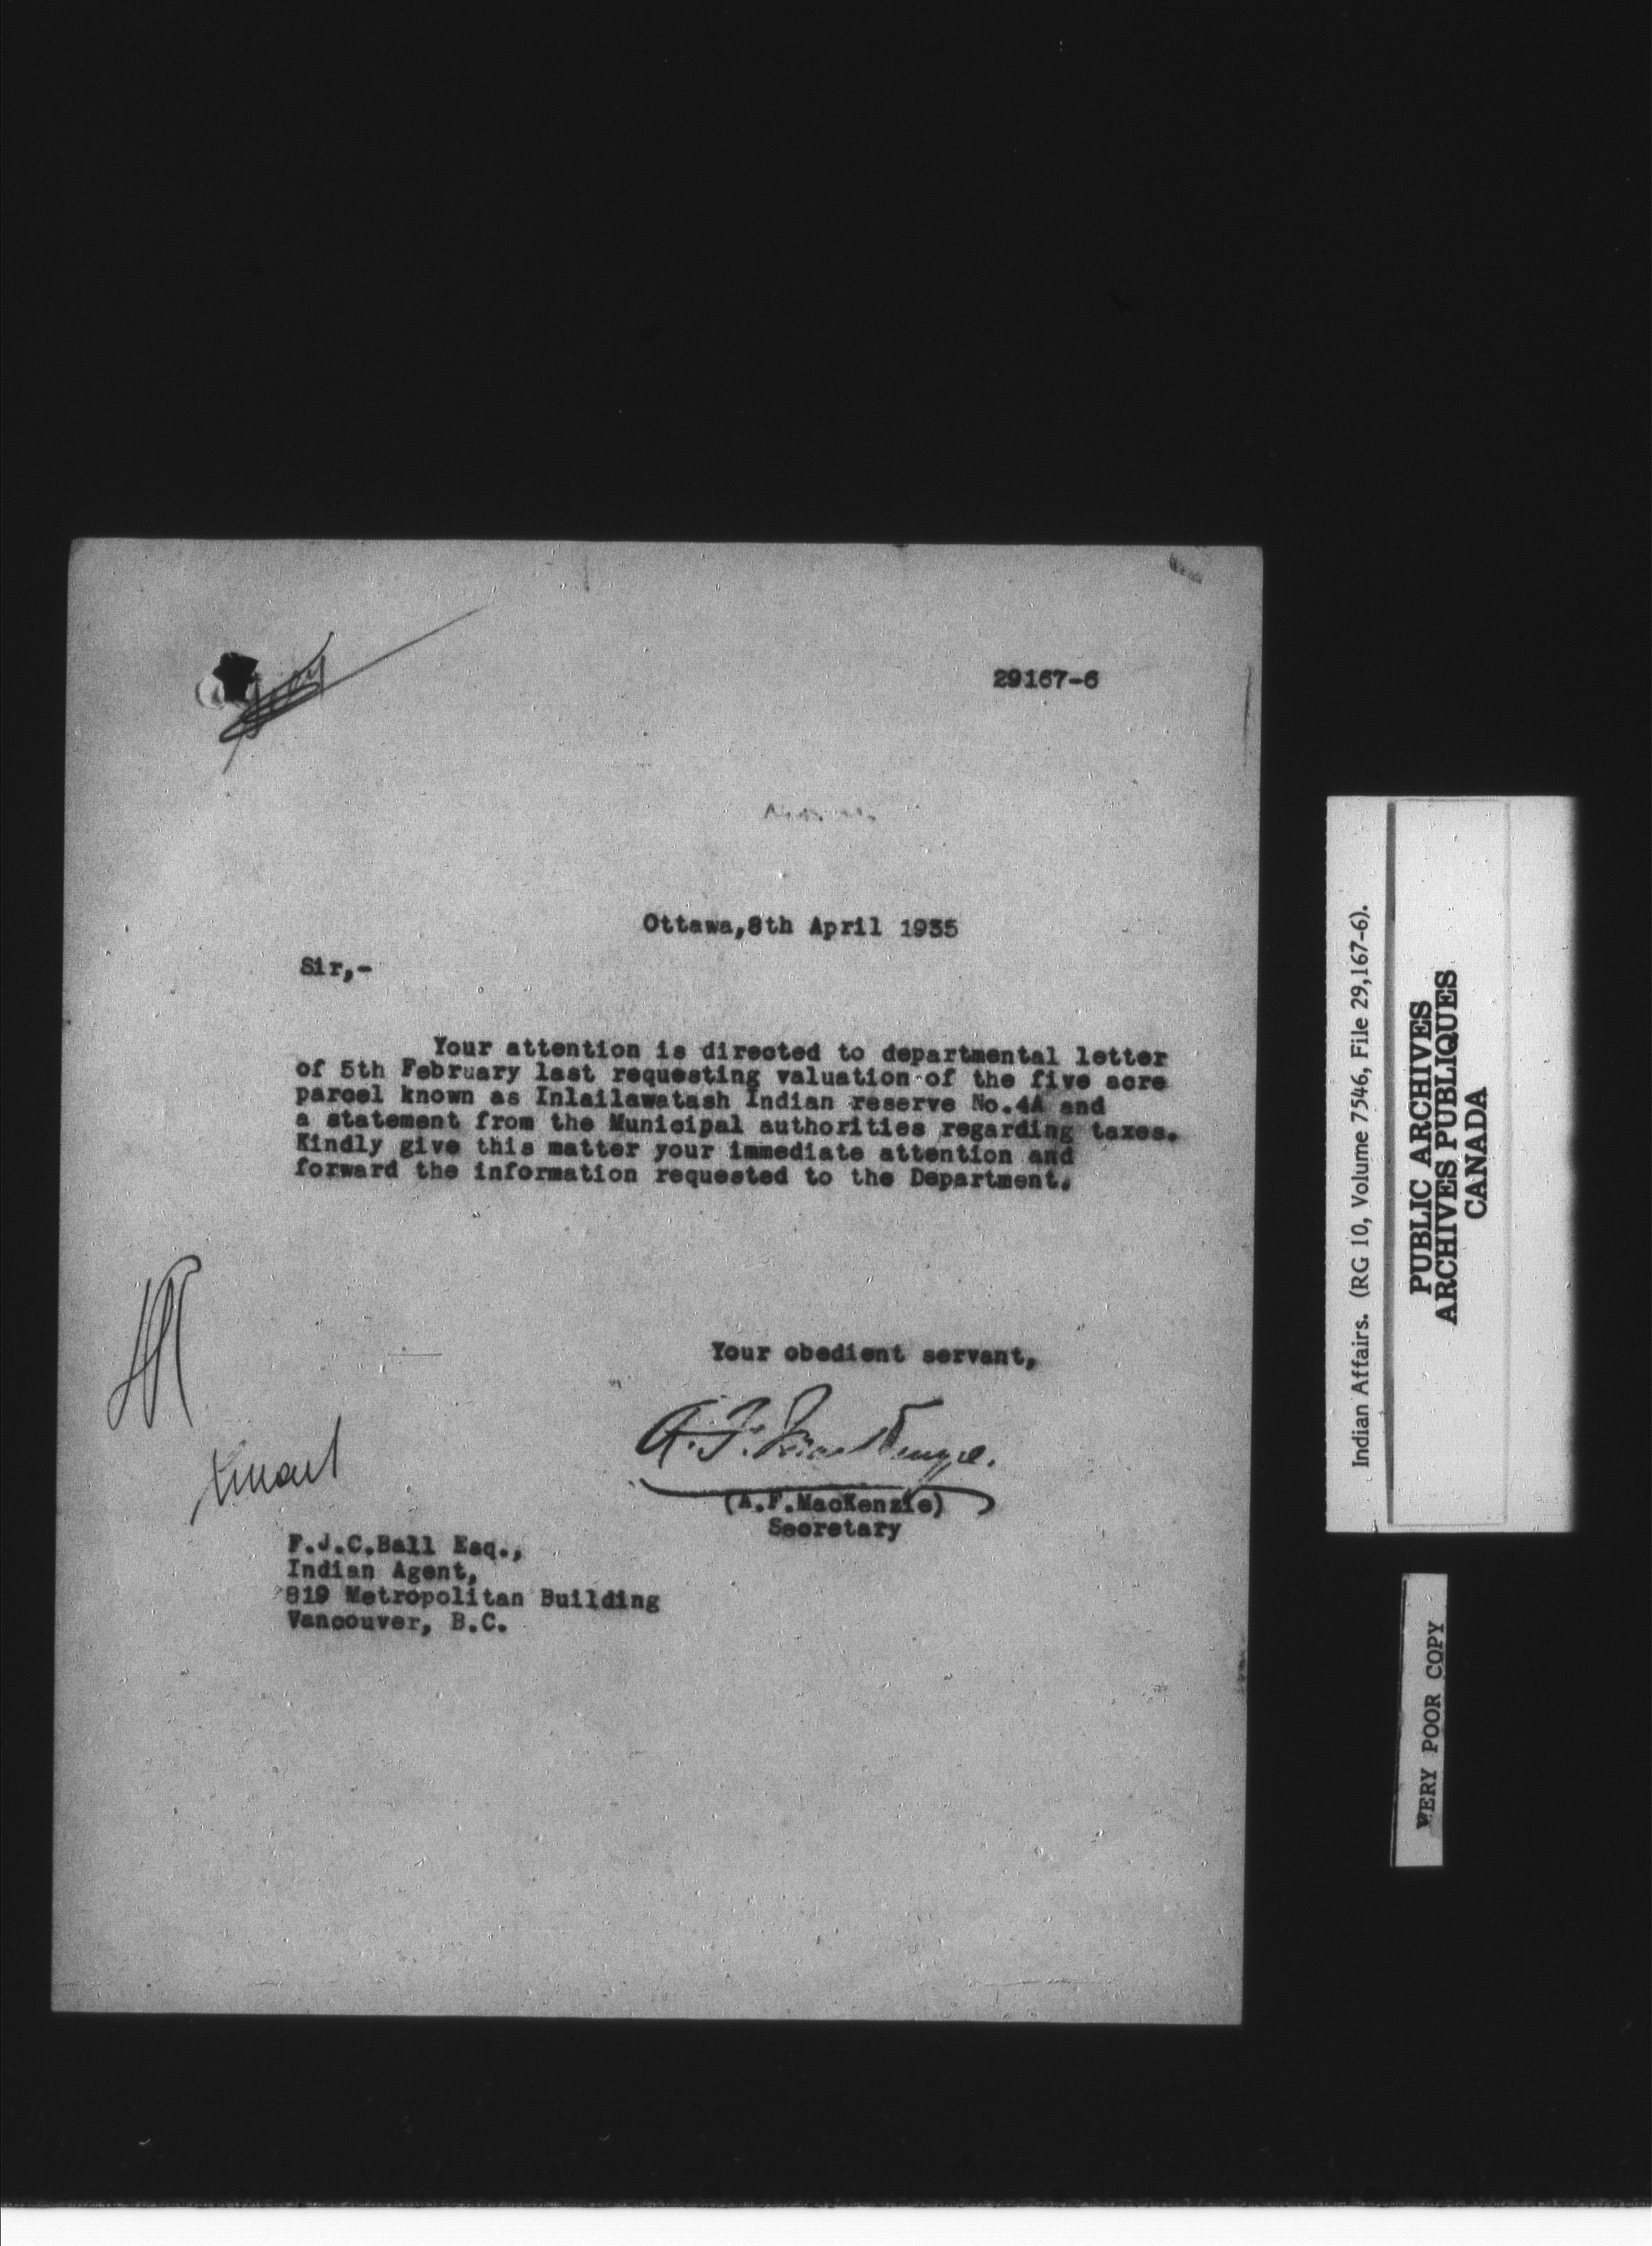 29167-6
Ottawa,8th April 1935
Sir,-
Your attention is directed to departmental letter
of 5th February last requesting valuation of the five acre
parcel known as Inlailawatash Indian reserve No.4A and
a statement from the Municipal authorities regarding taxes.
Kindly give this matter your immediate attention and
forward the information requested to the Department.
Your obedient servant,
A. F. MacKenzie.
(A.F.MacKenzie)
Secretary
F.J.C.Ball Esq.,
Indian Agent,
819 Metropolitan Building
Vancouver, B.C.
Indian Affairs. (RG 10, Volume 7546, File 29,167-6).
PUBLIC ARCHIVES
ARCHIVES PUBLIQUES
CANADA
VERY POOR COPY